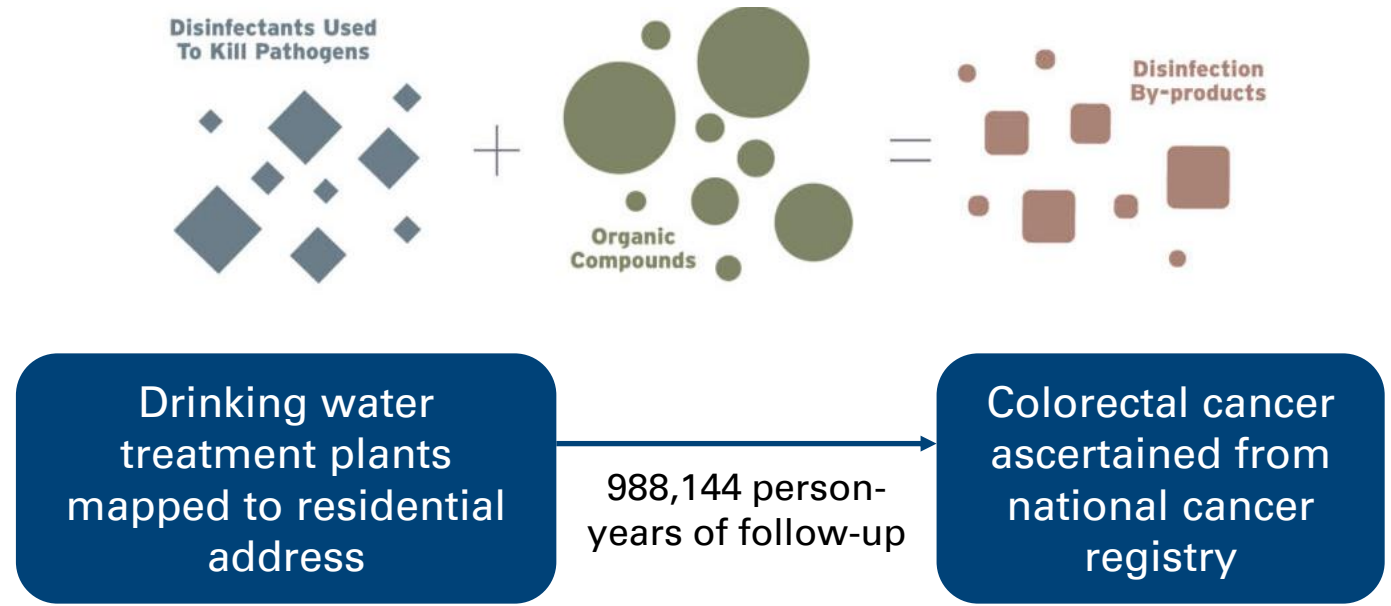 Disinfectants Used
To Kill Pathogens
Disinfection
By-products
Organic
Compounds
Drinking water
treatment plants
mapped to residential
address
988,144 person-
years of follow-up
Colorectal cancer
ascertained from
national cancer
registry